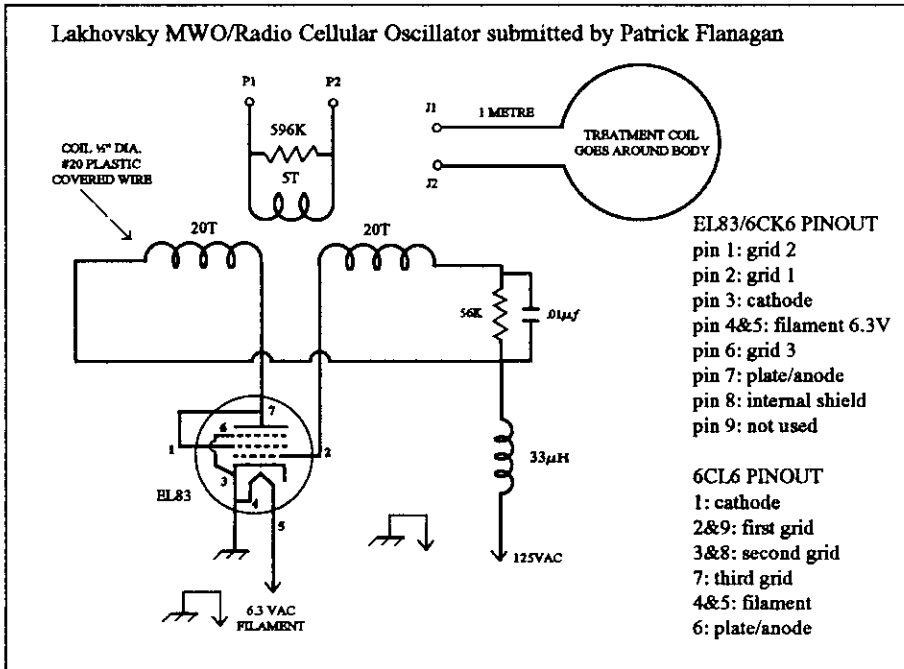 Lakhovsky MWO/Radio Cellular Oscillator submitted by Patrick Flanagan
P1
P2
596K
5T
J1
1 METRE
J2
TREATMENT COIL
GOES AROUND BODY
COIL ½" DIA.
#20 PLASTIC
COVERED WIRE
20T
20T
56K
.01µf
33µH
125VAC
7
6
1
2
3
4
5
EL83
6.3 VAC
FILAMENT
EL83/6CK6 PINOUT
pin 1: grid 2
pin 2: grid 1
pin 3: cathode
pin 4&5: filament 6.3V
pin 6: grid 3
pin 7: plate/anode
pin 8: internal shield
pin 9: not used
6CL6 PINOUT
1: cathode
2&9: first grid
3&8: second grid
7: third grid
4&5: filament
6: plate/anode